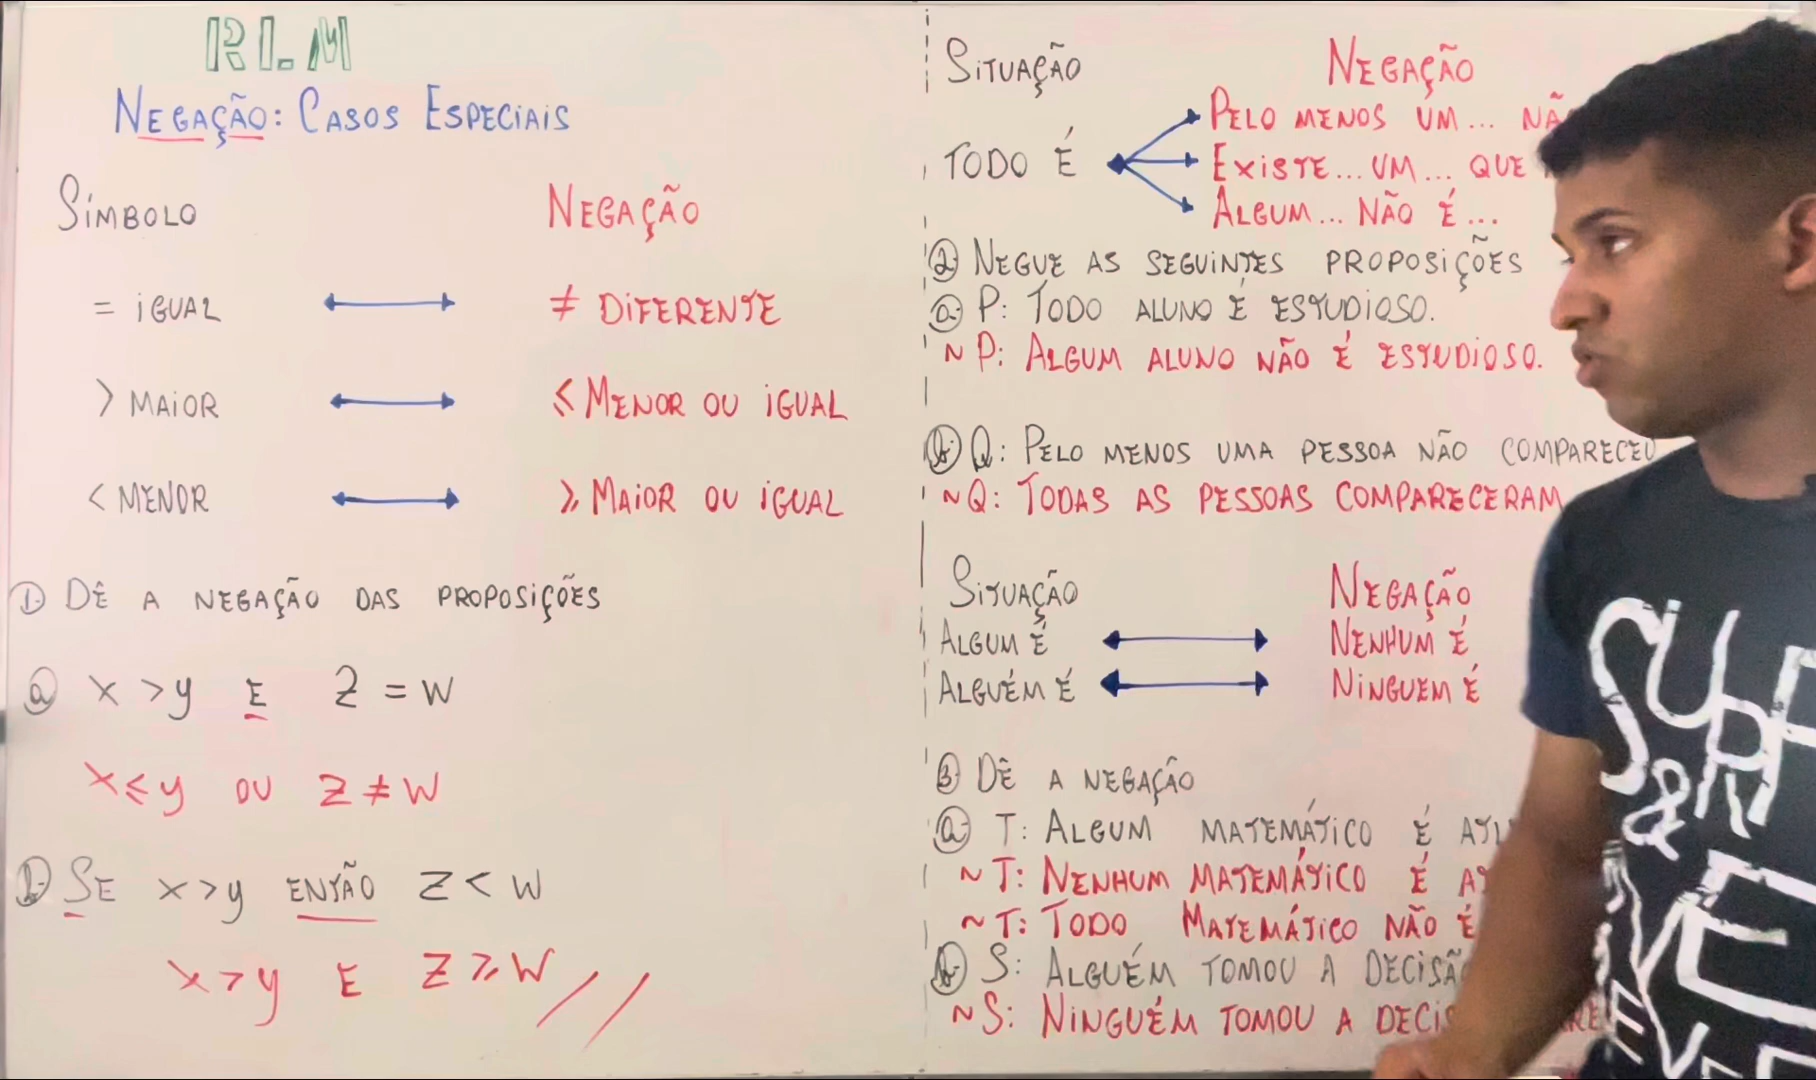 RLM
NEGAÇÃO: CASOS ESPECIAIS
SÍMBOLO NEGAÇÃO
= IGUAL ≠ DIFERENTE
> MAIOR ≤ MENOR OU IGUAL
< MENOR ≥ MAIOR OU IGUAL
① DÊ A NEGAÇÃO DAS PROPOSIÇÕES
ⓐ x > y E Z = W
x ≤ y OU Z ≠ W
ⓑ SE x > y ENTÃO Z < W
x > y E Z ≥ W //
SITUAÇÃO NEGAÇÃO
TODO É
PELO MENOS UM...
EXISTE... UM... QUE
ALGUM... NÃO É...
② NEGUE AS SEGUINTES PROPOSIÇÕES
ⓐ P: TODO ALUNO É ESTUDIOSO.
~P: ALGUM ALUNO NÃO É ESTUDIOSO.
ⓑ Q: PELO MENOS UMA PESSOA NÃO COMPARECEU
~Q: TODAS AS PESSOAS COMPARECERAM
SITUAÇÃO NEGAÇÃO
ALGUM É NENHUM É
ALGUÉM É NINGUEM É
③ DÊ A NEGAÇÃO
ⓐ T: ALGUM MATEMÁTICO É
~T: NENHUM MATEMÁTICO É
~T: TODO MATEMÁTICO NÃO É
ⓑ S: ALGUÉM TOMOU A
~S: NINGUÉM TOMOU A